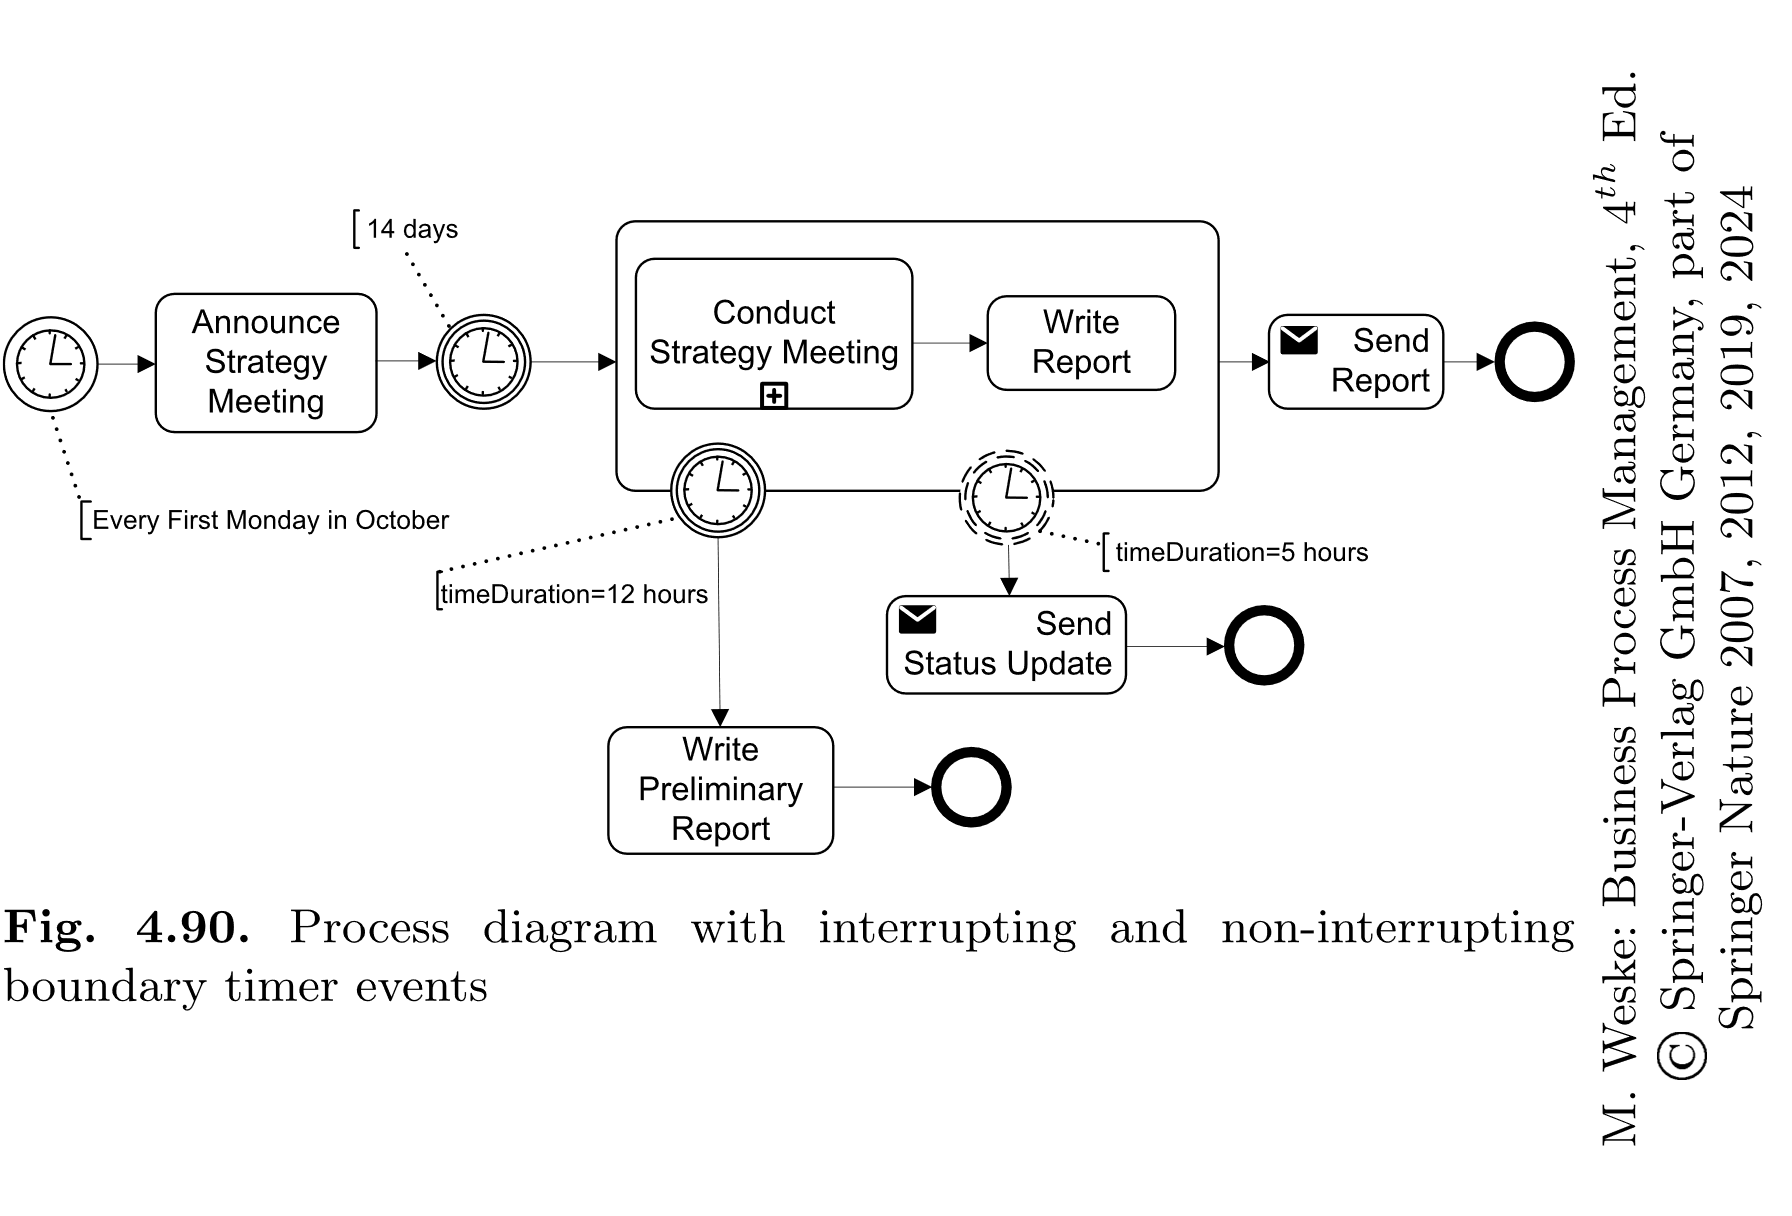 14 days
Announce
Strategy
Meeting
Every First Monday in October
Conduct
Strategy Meeting
Write
Report
Send
Report
timeDuration=12 hours
timeDuration=5 hours
Send
Status Update
Write
Preliminary
Report
Fig. 4.90. Process diagram with interrupting and non-interrupting
boundary timer events
M. Weske: Business Process Management, 4th Ed.
© Springer-Verlag GmbH Germany, part of
Springer Nature 2007, 2012, 2019, 2024